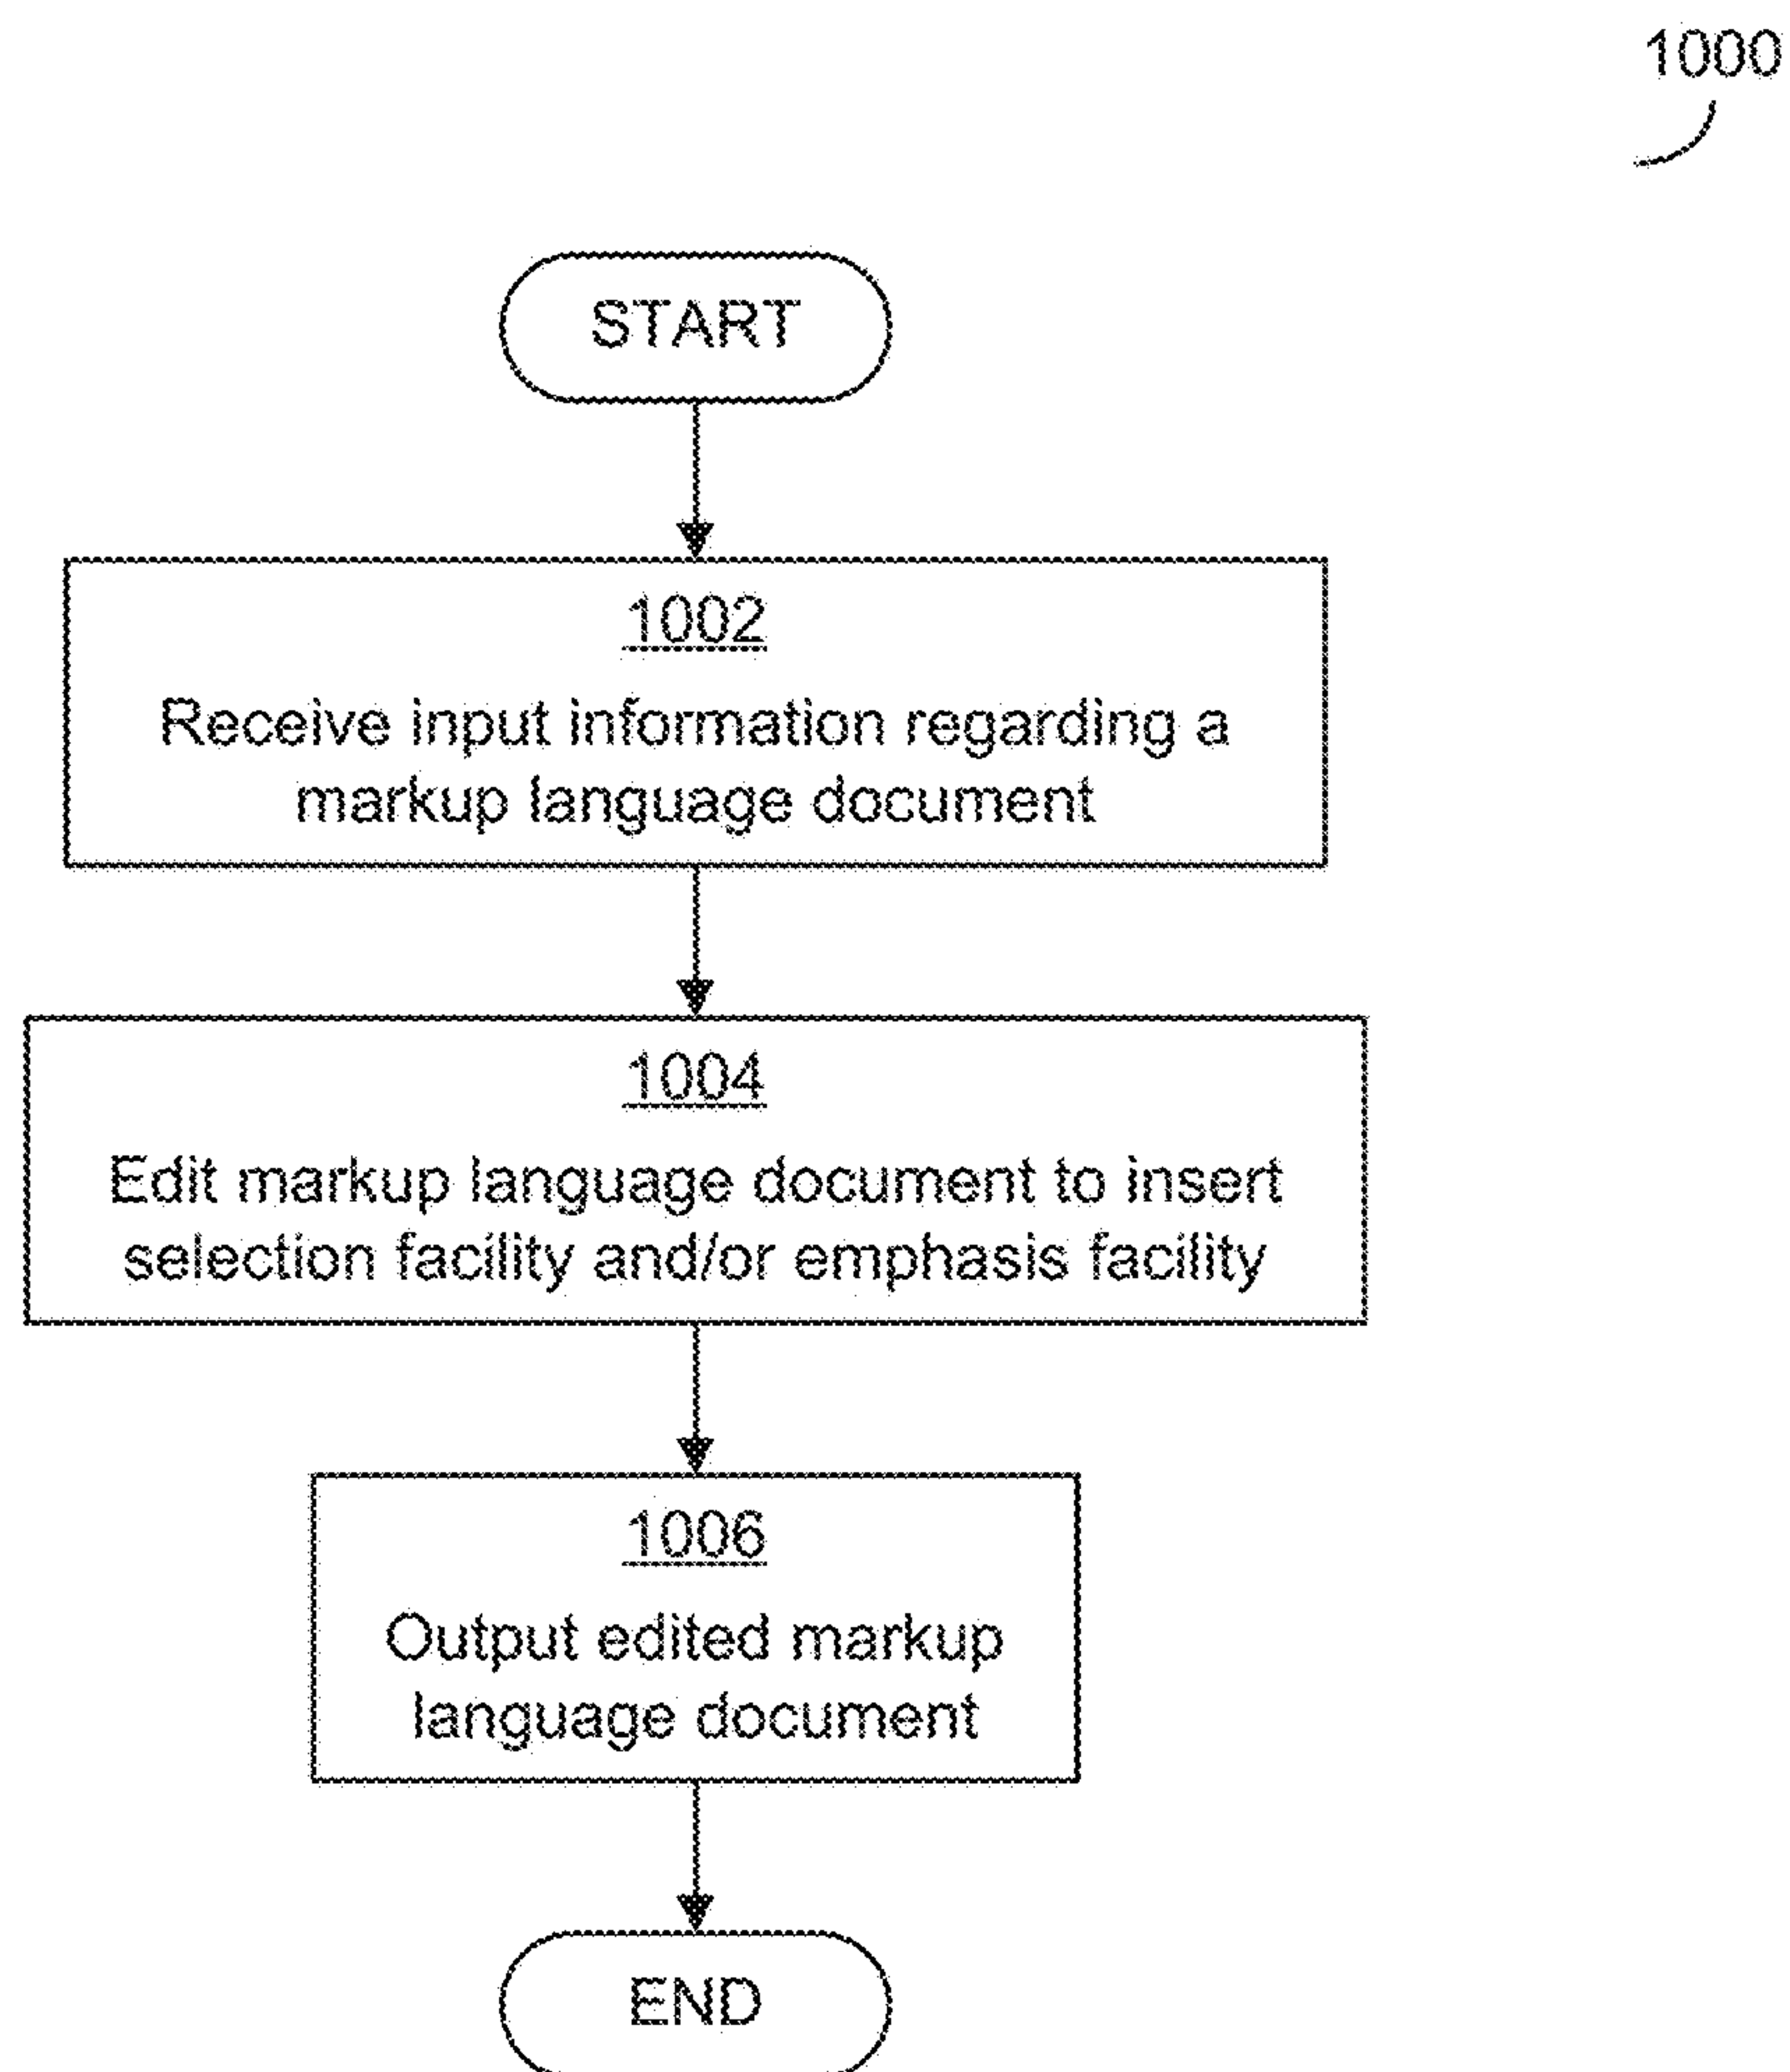 1000
START
1002
Receive input information regarding a
markup language document
1004
Edit markup language document to insert
selection facility and/or emphasis facility
1006
Output edited markup
language document
END